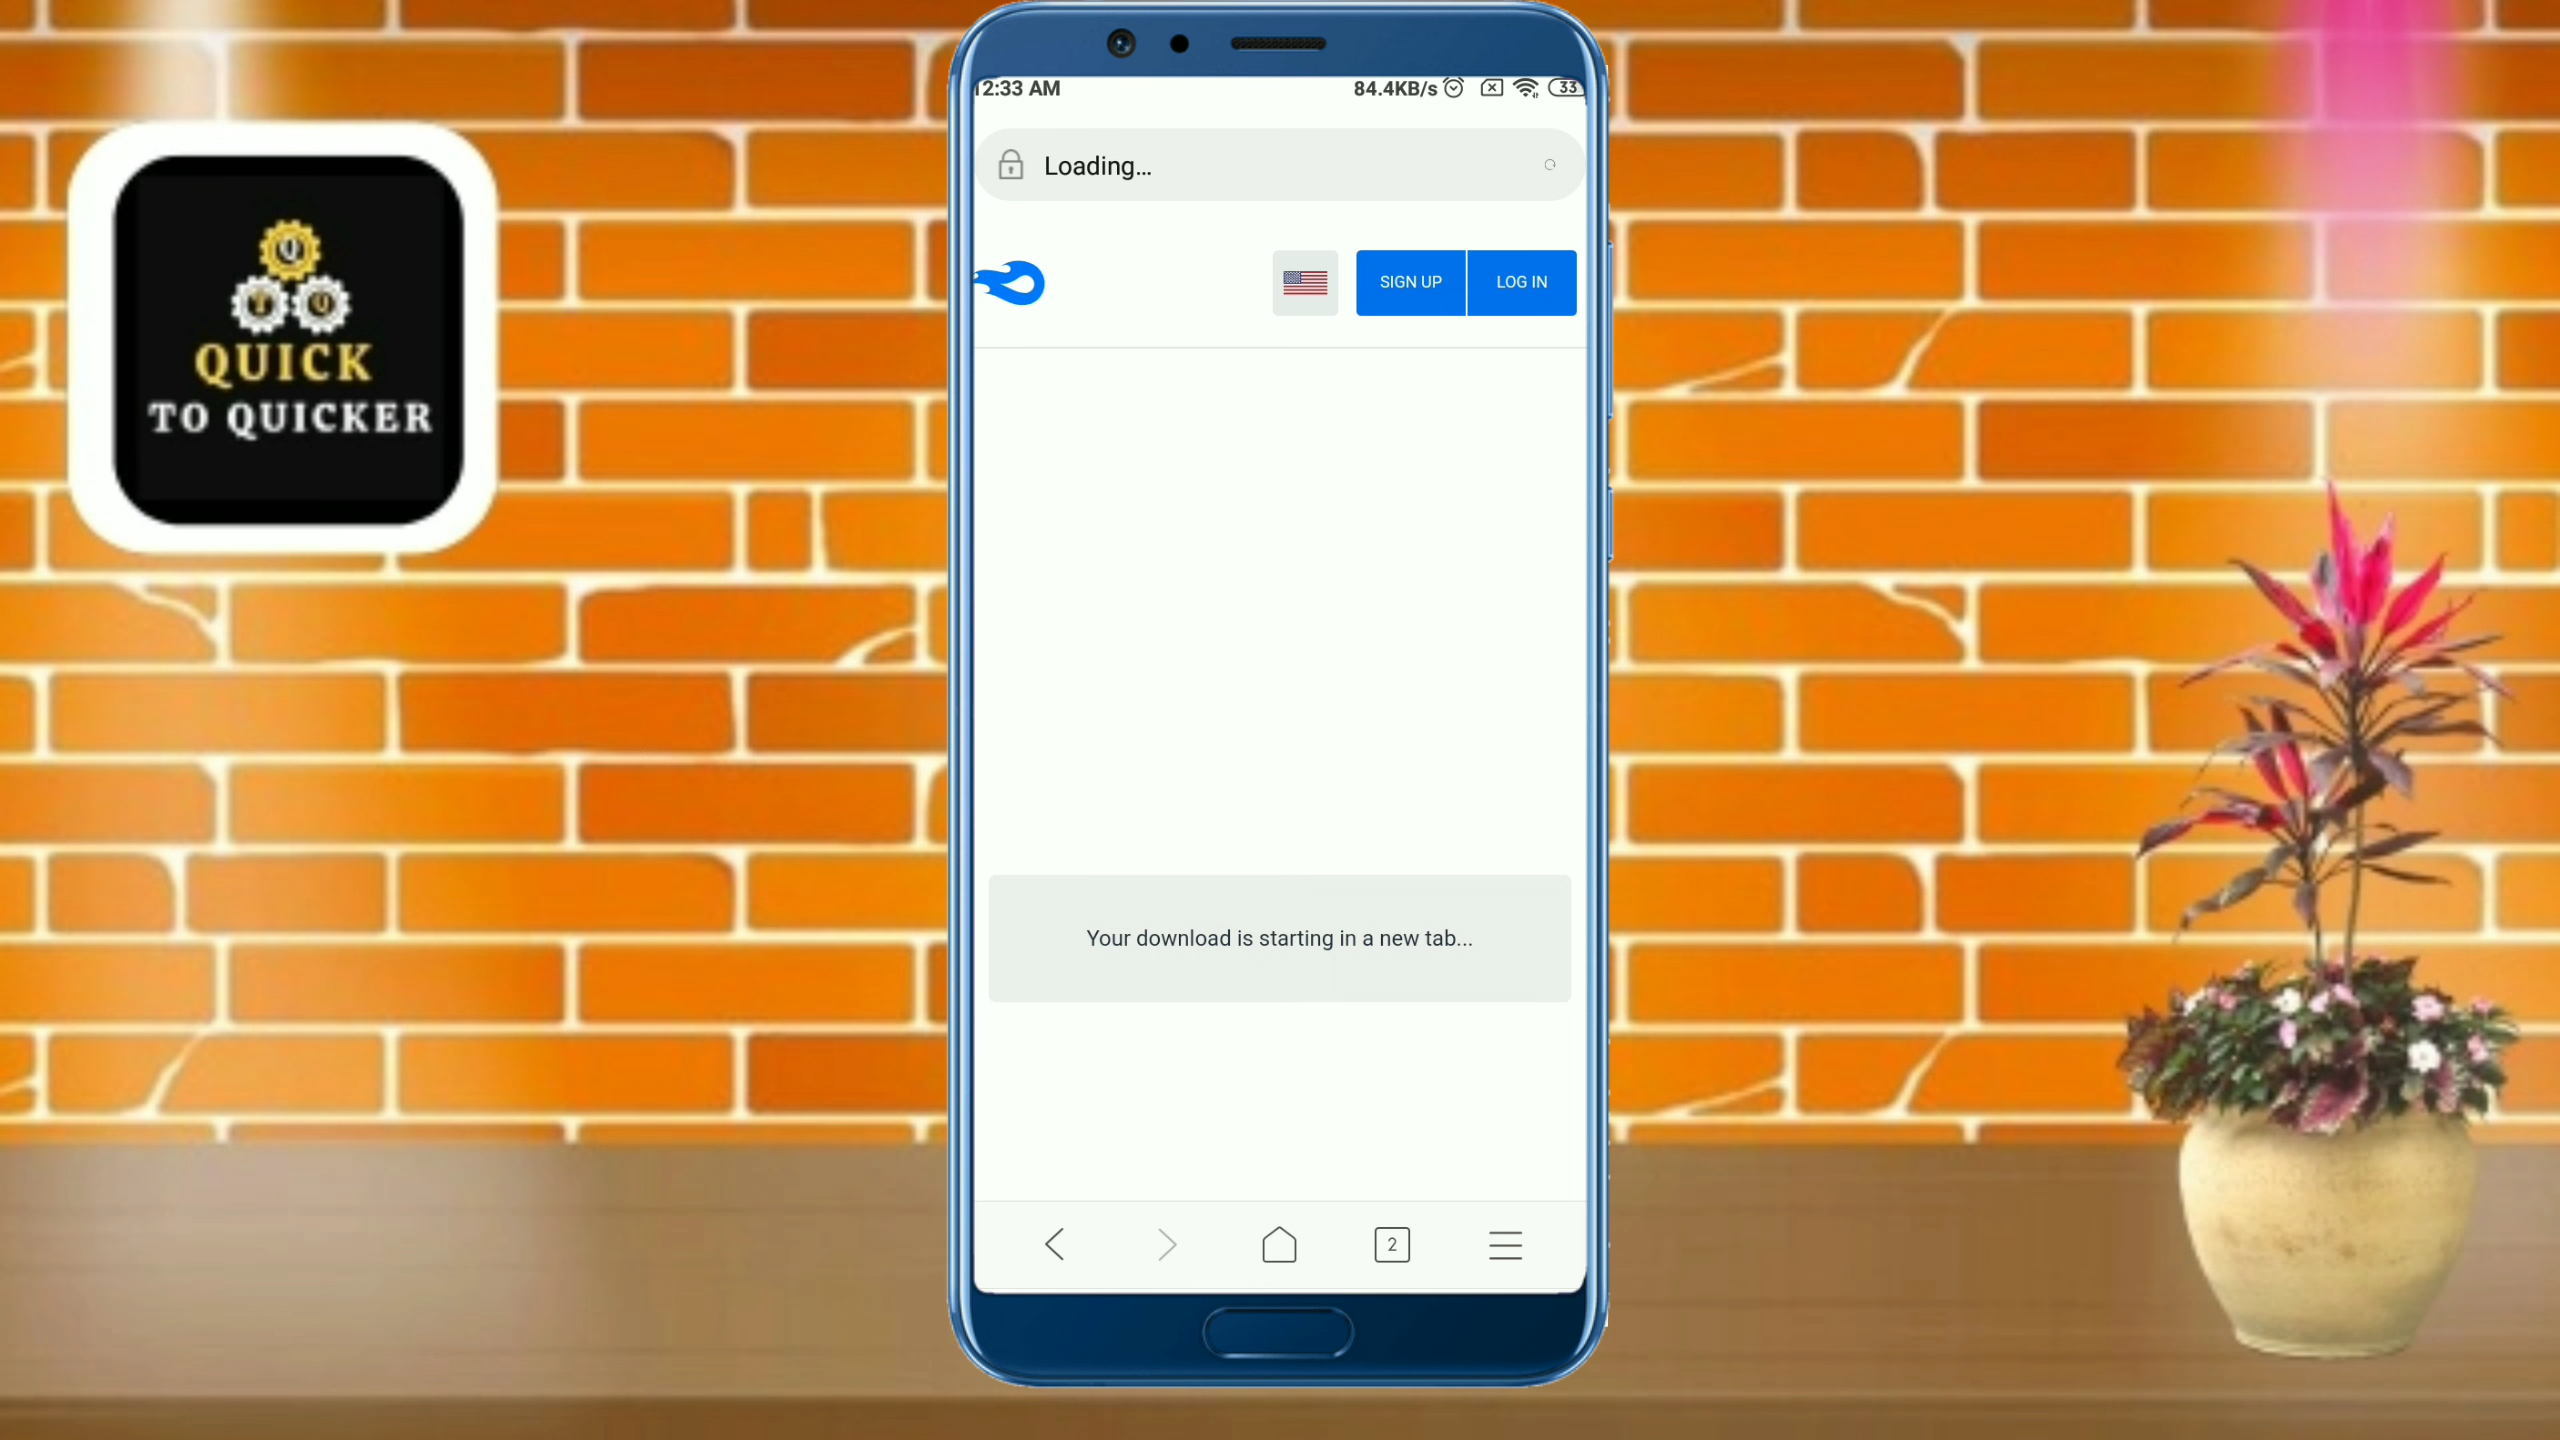 QUICK
TO QUICKER
12:33 AM
84.4KB/s
33
Loading...
SIGN UP
LOG IN
Your download is starting in a new tab...
2